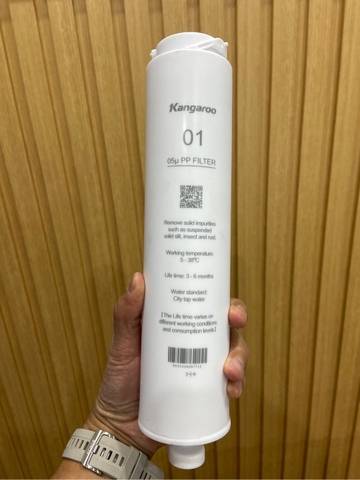 Kangaroo
01
05μ PP FILTER
Remove solid impurities
such as suspended
solid silt, insect and rust.
Working temperature:
5 - 38⁰C
Life time: 3 - 6 months
Water standard:
City tap water
[The Life time varies on
different working conditions
and consumption levels]